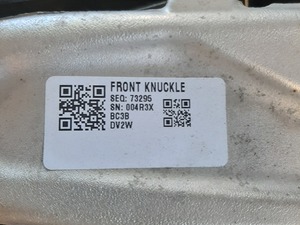 FRONT KNUCKLE
SEQ: 73295
SN: 004R3X
BC3B
DV2W